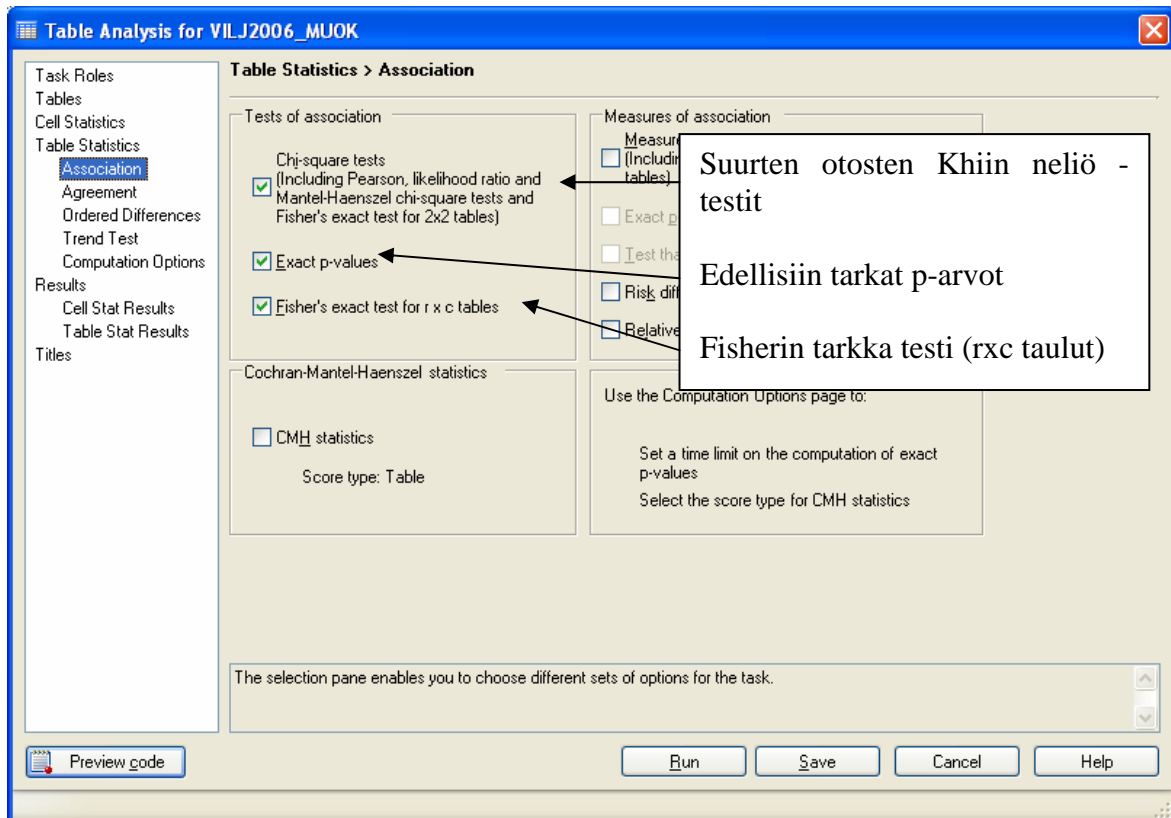 Table Analysis for VILJ2006_MUOK
Task Roles
Tables
Cell Statistics
Table Statistics
Association
Agreement
Ordered Differences
Trend Test
Computation Options
Results
Cell Stat Results
Table Stat Results
Titles
Table Statistics > Association
Tests of association
Chi-square tests
(Including Pearson, likelihood ratio and
Mantel-Haenszel chi-square tests and
Fisher's exact test for 2x2 tables)
Exact p-values
Fisher's exact test for r x c tables
Measures of association
tables)
Exact
Suurten otosten Khiin neliö -
testit
Edellisiin tarkat p-arvot
Fisherin tarkka testi (rxc taulut)
Cochran-Mantel-Haenszel statistics
CMH statistics
Score type: Table
Use the Computation Options page to:
Set a time limit on the computation of exact
p-values
Select the score type for CMH statistics
The selection pane enables you to choose different sets of options for the task.
Preview code
Run
Save
Cancel
Help